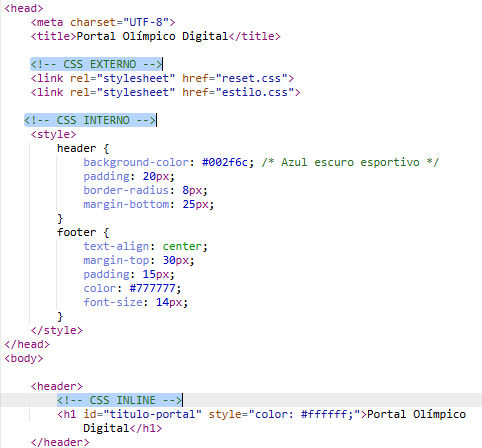 <head>
    <meta charset="UTF-8">
    <title>Portal Olímpico Digital</title>

    <!-- CSS EXTERNO -->
    <link rel="stylesheet" href="reset.css">
    <link rel="stylesheet" href="estilo.css">

   <!-- CSS INTERNO -->
    <style>
        header {
            background-color: #002f6c; /* Azul escuro esportivo */
            padding: 20px;
            border-radius: 8px;
            margin-bottom: 25px;
        }
        footer {
            text-align: center;
            margin-top: 30px;
            padding: 15px;
            color: #777777;
            font-size: 14px;
        }
    </style>
</head>
<body>

    <header>
        <!-- CSS INLINE -->
        <h1 id="titulo-portal" style="color: #ffffff;">Portal Olímpico
            Digital</h1>
    </header>